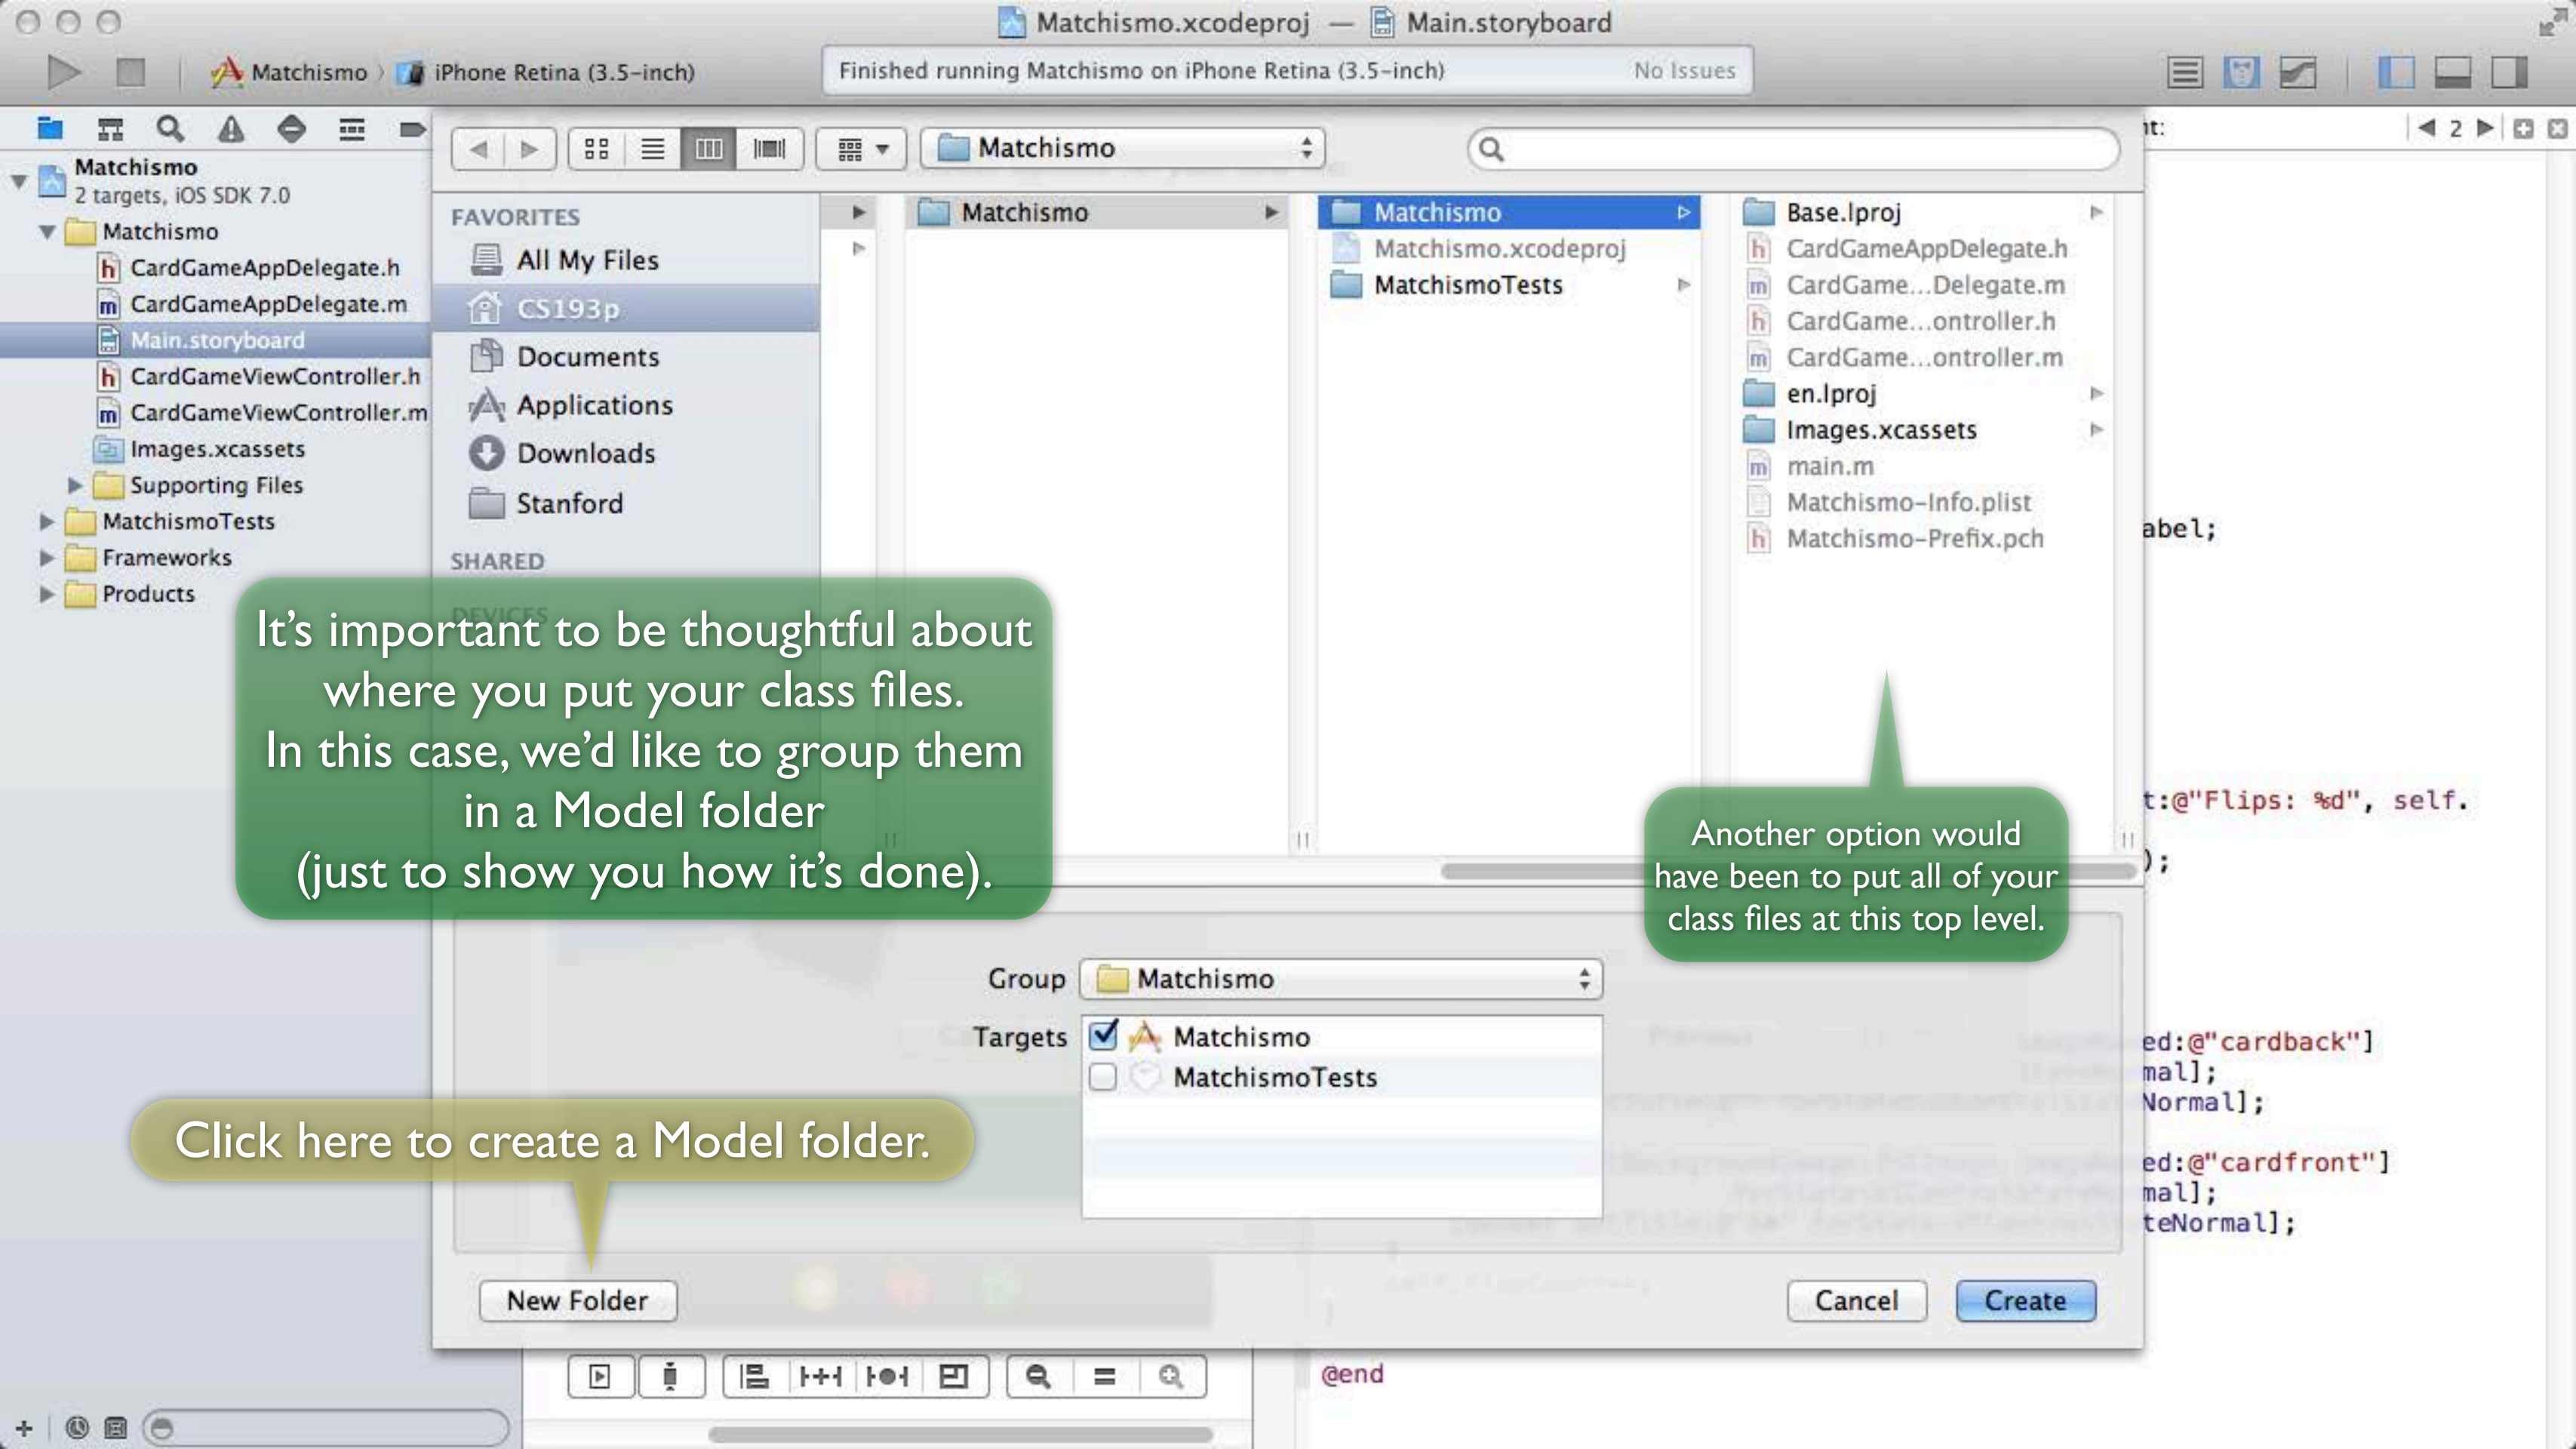 Matchismo.xcodeproj — Main.storyboard
Matchismo
iPhone Retina (3.5-inch)
Finished running Matchismo on iPhone Retina (3.5-inch)
No Issues
Matchismo
2 targets, iOS SDK 7.0
Matchismo
CardGameAppDelegate.h
CardGameAppDelegate.m
Main.storyboard
CardGameViewController.h
CardGameViewController.m
Images.xcassets
Supporting Files
MatchismoTests
Frameworks
Products
Matchismo
nt:
2
FAVORITES
All My Files
CS193p
Documents
Applications
Downloads
Stanford
SHARED
DEVICES
Matchismo
Matchismo
Matchismo.xcodeproj
MatchismoTests
Base.lproj
CardGameAppDelegate.h
CardGame...Delegate.m
CardGame...ontroller.h
CardGame...ontroller.m
en.lproj
Images.xcassets
main.m
Matchismo-Info.plist
Matchismo-Prefix.pch
abel;
t:@"Flips: %d", self.
);
ed:@"cardback"]
mal];
Normal];
ed:@"cardfront"]
mal];
teNormal];
@end
It's important to be thoughtful about
where you put your class files.
In this case, we'd like to group them
in a Model folder
(just to show you how it's done).
Another option would
have been to put all of your
class files at this top level.
Group
Matchismo
Targets
Matchismo
MatchismoTests
Click here to create a Model folder.
New Folder
Cancel
Create